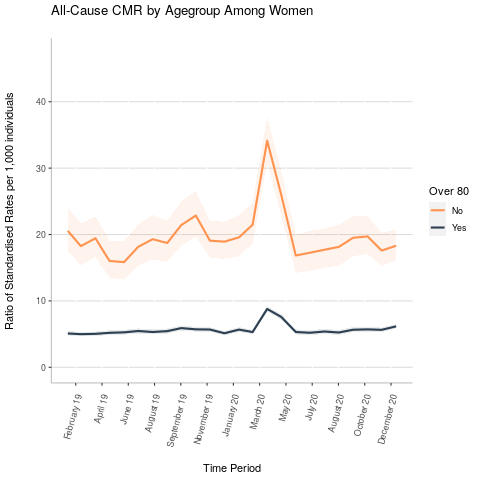 All-Cause CMR by Agegroup Among Women
Ratio of Standardised Rates per 1,000 individuals
40
30
20
10
0
February 19
April 19
June 19
August 19
September 19
November 19
January 20
March 20
May 20
July 20
August 20
October 20
December 20
Time Period
Over 80
No
Yes